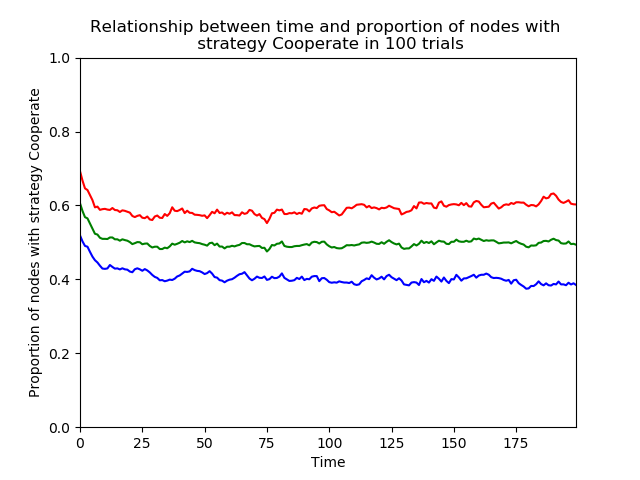 Relationship between time and proportion of nodes with
strategy Cooperate in 100 trials
Proportion of nodes with strategy Cooperate
1.0
0.8
0.6
0.4
0.2
0.0
0 25 50 75 100 125 150 175
Time